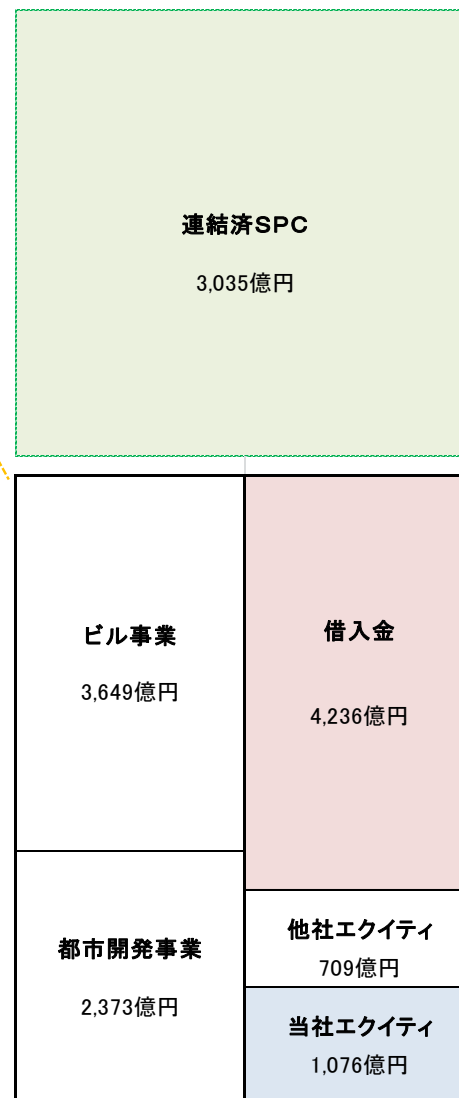 連結済SPC
3,035億円
ビル事業
3,649億円
借入金
4,236億円
都市開発事業
2,373億円
他社エクイティ
709億円
当社エクイティ
1,076億円